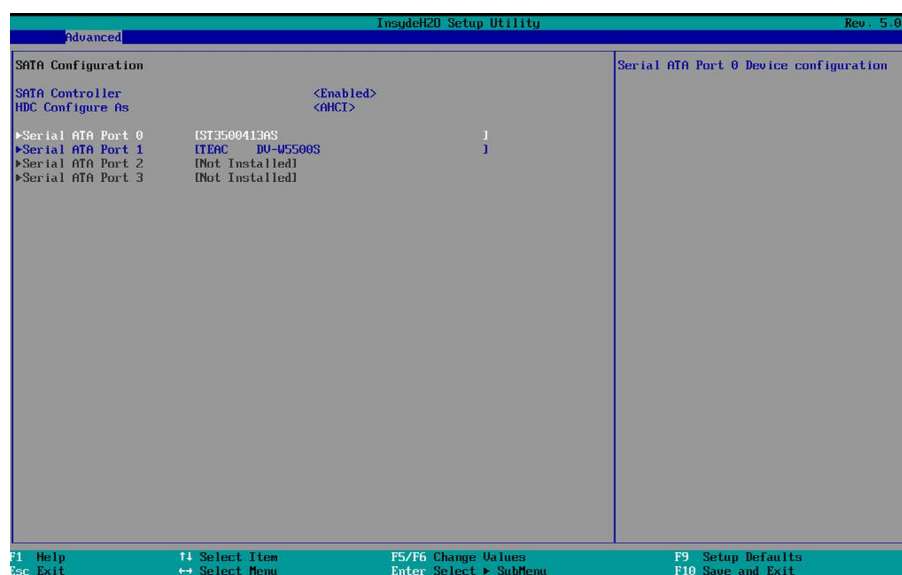 InsydeH2O Setup Utility Rev. 5.0
Advanced
SATA Configuration
Serial ATA Port 0 Device configuration
SATA Controller <Enabled>
HDC Configure As <AHCI>
▶Serial ATA Port 0 [ST3500413AS ]
▶Serial ATA Port 1 [TEAC DV-W5500S ]
▶Serial ATA Port 2 [Not Installed]
▶Serial ATA Port 3 [Not Installed]
F1 Help ↑↓ Select Item F5/F6 Change Values F9 Setup Defaults
Esc Exit ↔ Select Menu Enter Select ▶ SubMenu F10 Save and Exit